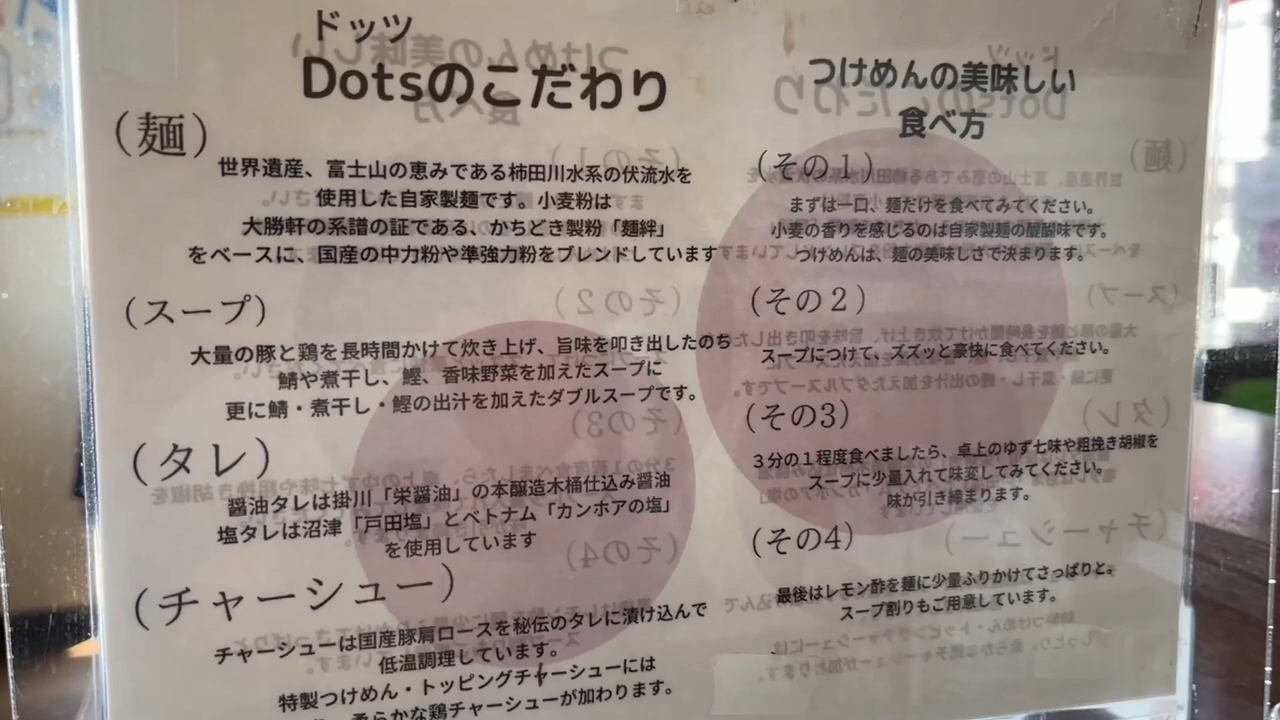 ドッツ
Dotsのこだわり
（麺）
世界遺産、富士山の恵みである柿田川水系の伏流水を
使用した自家製麺です。小麦粉は
大勝軒の系譜の証である、かちどき製粉「麺絆」
をベースに、国産の中力粉や準強力粉をブレンドしています
（スープ）
大量の豚と鶏を長時間かけて炊き上げ、旨味を叩き出したのち
鯖や煮干し、鰹、香味野菜を加えたスープに
更に鯖・煮干し・鰹の出汁を加えたダブルスープです。
（タレ）
醤油タレは掛川「栄醤油」の本醸造木桶仕込み醤油
塩タレは沼津「戸田塩」とベトナム「カンホアの塩」
を使用しています
（チャーシュー）
チャーシューは国産豚肩ロースを秘伝のタレに漬け込んで
低温調理しています。
特製つけめん・トッピングチャーシューには
柔らかな鶏チャーシューが加わります。
つけめんの美味しい
食べ方
（その１）
まずは一口、麺だけを食べてみてください。
小麦の香りを感じるのは自家製麺の醍醐味です。
つけめんは、麺の美味しさで決まります。
（その２）
スープにつけて、ズズッと豪快に食べてください。
（その3）
３分の１程度食べましたら、卓上のゆず七味や粗挽き胡椒を
スープに少量入れて味変してみてください。
味が引き締まります。
（その4）
最後はレモン酢を麺に少量ふりかけてさっぱりと。
スープ割りもご用意しています。